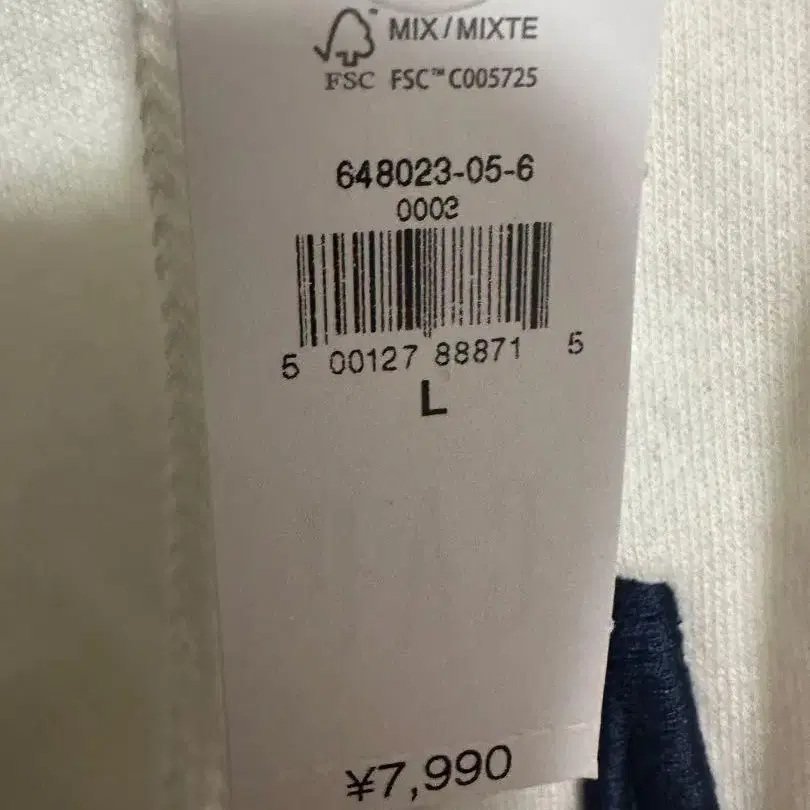 MIX/MIXTE
FSC FSC™ C005725
648023-05-6
0003
5 00127 88871 5
L
¥7,990